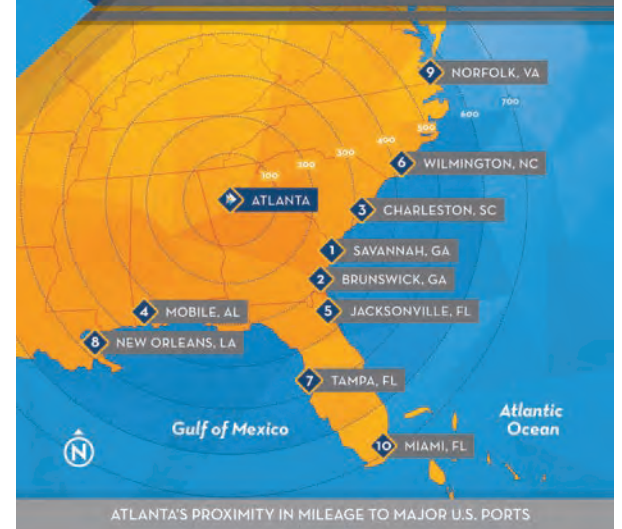 9 NORFOLK, VA
700
600
500
400
300
200
100
6 WILMINGTON, NC
ATLANTA
3 CHARLESTON, SC
1 SAVANNAH, GA
2 BRUNSWICK, GA
4 MOBILE, AL
5 JACKSONVILLE, FL
8 NEW ORLEANS, LA
7 TAMPA, FL
Gulf of Mexico
Atlantic
Ocean
N
10 MIAMI, FL
ATLANTA'S PROXIMITY IN MILEAGE TO MAJOR U.S. PORTS